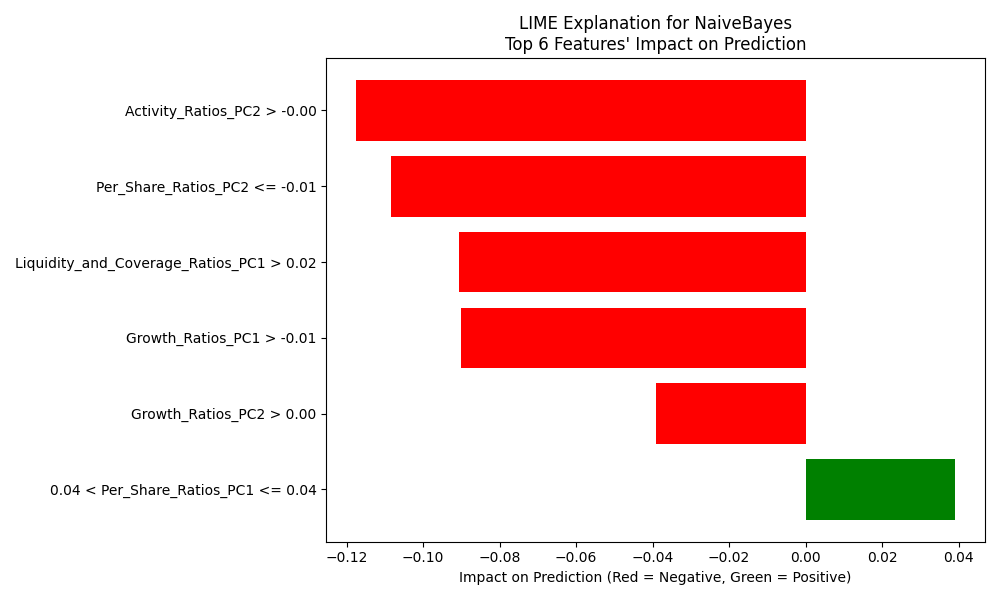 LIME Explanation for NaiveBayes
Top 6 Features' Impact on Prediction
Activity_Ratios_PC2 > -0.00
Per_Share_Ratios_PC2 <= -0.01
Liquidity_and_Coverage_Ratios_PC1 > 0.02
Growth_Ratios_PC1 > -0.01
Growth_Ratios_PC2 > 0.00
0.04 < Per_Share_Ratios_PC1 <= 0.04
−0.12 −0.10 −0.08 −0.06 −0.04 −0.02 0.00 0.02 0.04
Impact on Prediction (Red = Negative, Green = Positive)